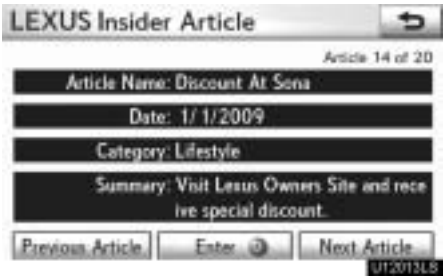 LEXUS Insider Article
Article 14 of 20
Article Name: Discount At Sona
Date: 1/ 1/2009
Category: Lifestyle
Summary: Visit Lexus Owners Site and rece
ive special discount.
Previous Article Enter Next Article
U12013LS